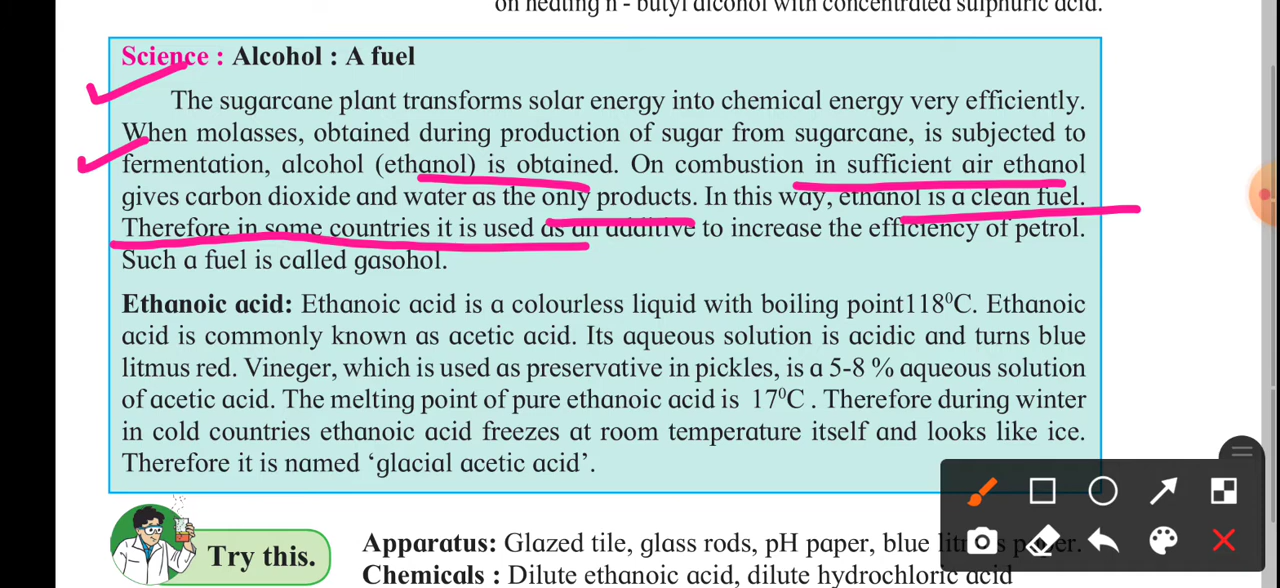 on heating n - butyl alcohol with concentrated sulphuric acid.
Science : Alcohol : A fuel
The sugarcane plant transforms solar energy into chemical energy very efficiently.
When molasses, obtained during production of sugar from sugarcane, is subjected to
fermentation, alcohol (ethanol) is obtained. On combustion in sufficient air ethanol
gives carbon dioxide and water as the only products. In this way, ethanol is a clean fuel.
Therefore in some countries it is used as an additive to increase the efficiency of petrol.
Such a fuel is called gasohol.
Ethanoic acid: Ethanoic acid is a colourless liquid with boiling point118⁰C. Ethanoic
acid is commonly known as acetic acid. Its aqueous solution is acidic and turns blue
litmus red. Vineger, which is used as preservative in pickles, is a 5-8 % aqueous solution
of acetic acid. The melting point of pure ethanoic acid is 17⁰C . Therefore during winter
in cold countries ethanoic acid freezes at room temperature itself and looks like ice.
Therefore it is named ‘glacial acetic acid’.
Try this.
Apparatus: Glazed tile, glass rods, pH paper, blue litmus paper.
Chemicals : Dilute ethanoic acid, dilute hydrochloric acid